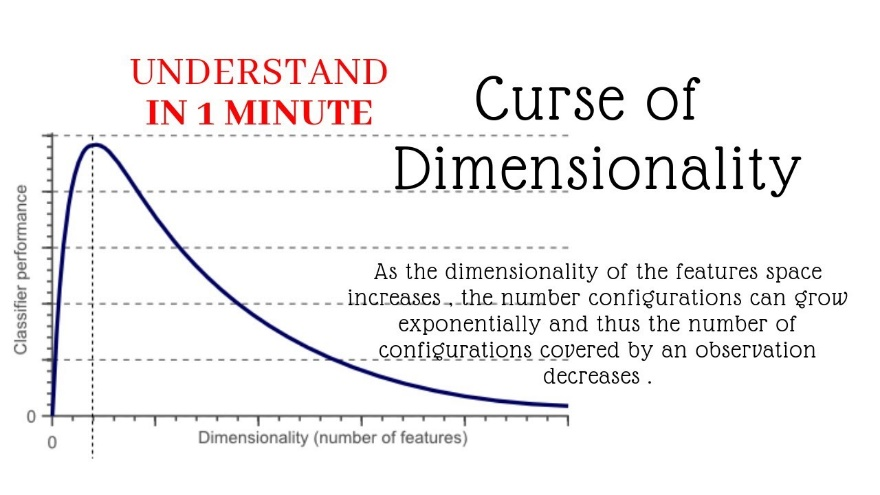 UNDERSTAND
IN 1 MINUTE
Curse of
Dimensionality
As the dimensionality of the features space
increases , the number configurations can grow
exponentially and thus the number of
configurations covered by an observation
decreases .
Classifier performance
0
0
Dimensionality (number of features)